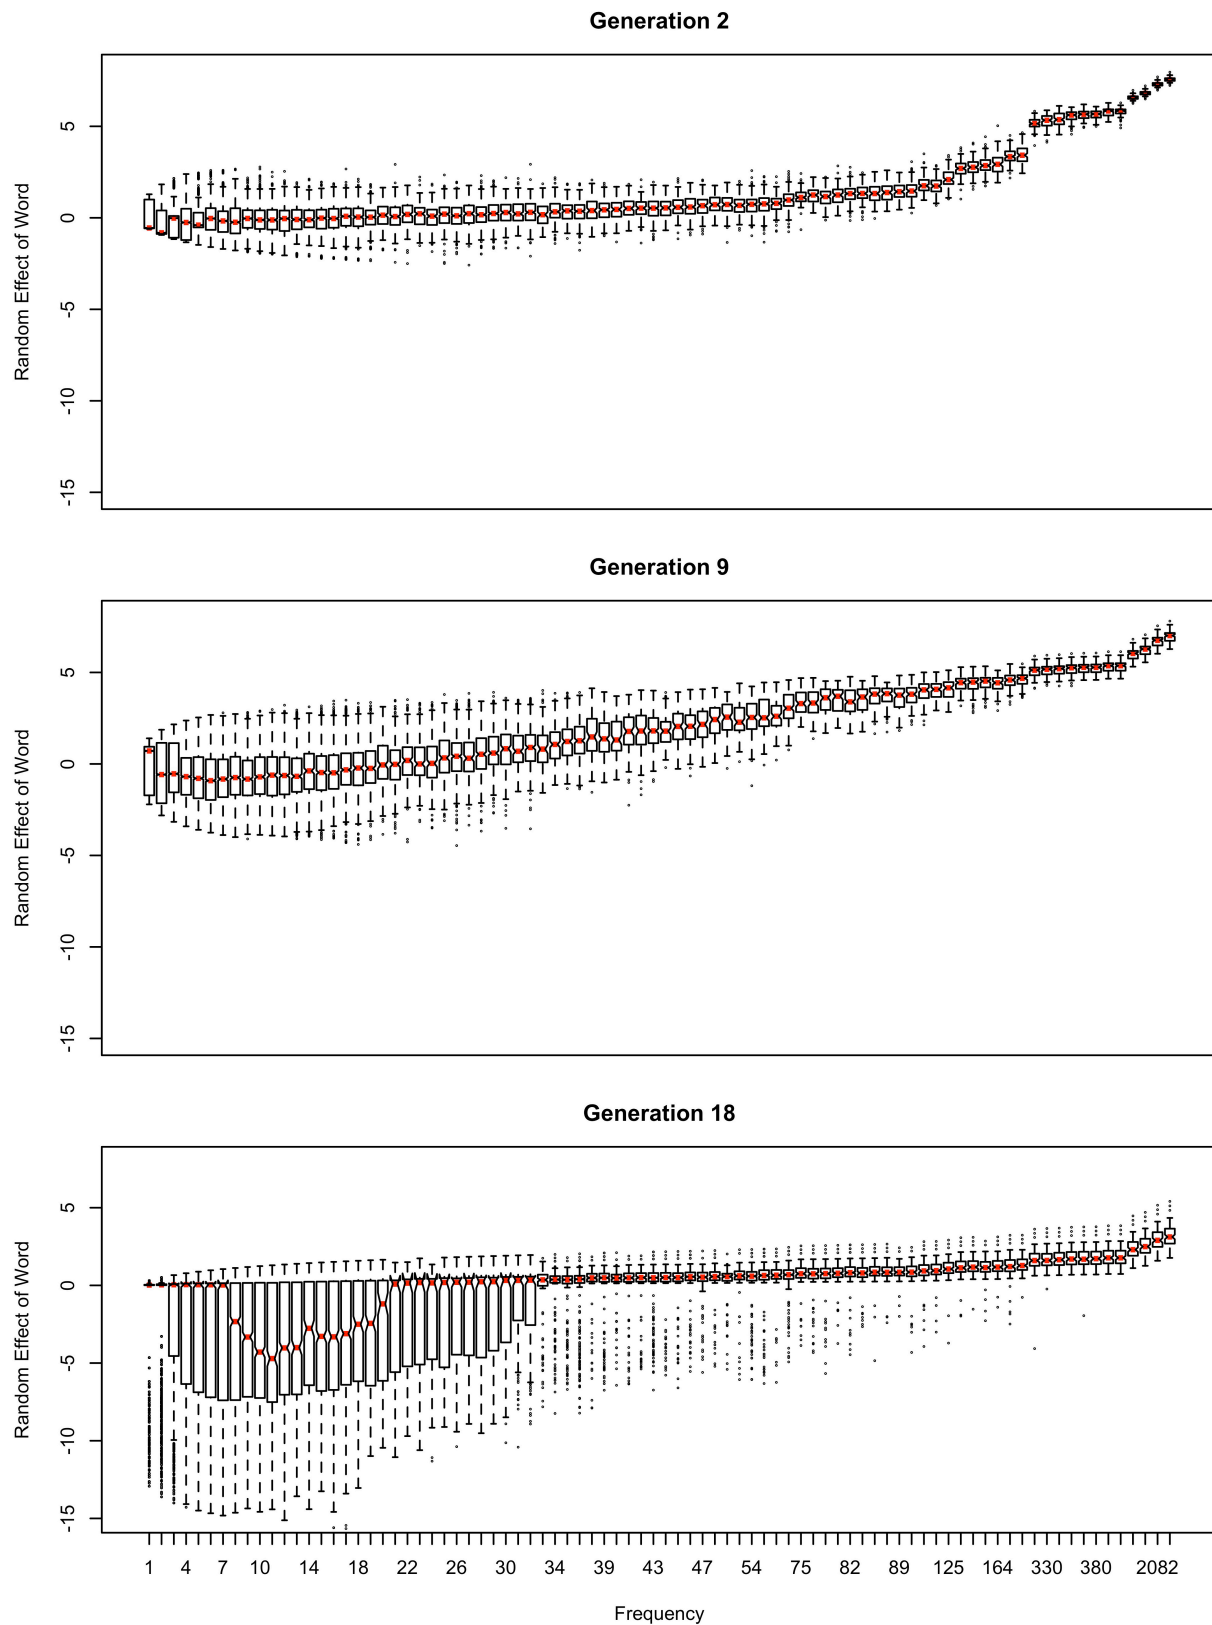 Generation 2
Random Effect of Word
5
0
-5
-10
-15
Generation 9
Random Effect of Word
5
0
-5
-10
-15
Generation 18
Random Effect of Word
5
0
-5
-10
-15
1 4 7 10 14 18 22 26 30 34 39 43 47 54 75 82 89 125 164 330 380 2082
Frequency